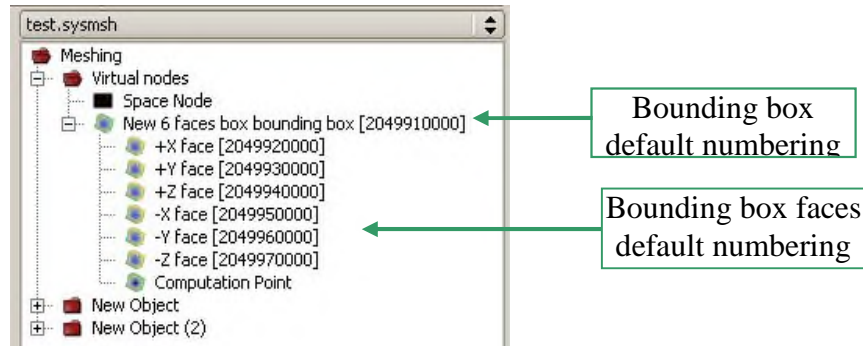 test.sysmsh
Meshing
Virtual nodes
Space Node
New 6 faces box bounding box [2049910000]
+X face [2049920000]
+Y face [2049930000]
+Z face [2049940000]
-X face [2049950000]
-Y face [2049960000]
-Z face [2049970000]
Computation Point
New Object
New Object (2)
Bounding box
default numbering
Bounding box faces
default numbering